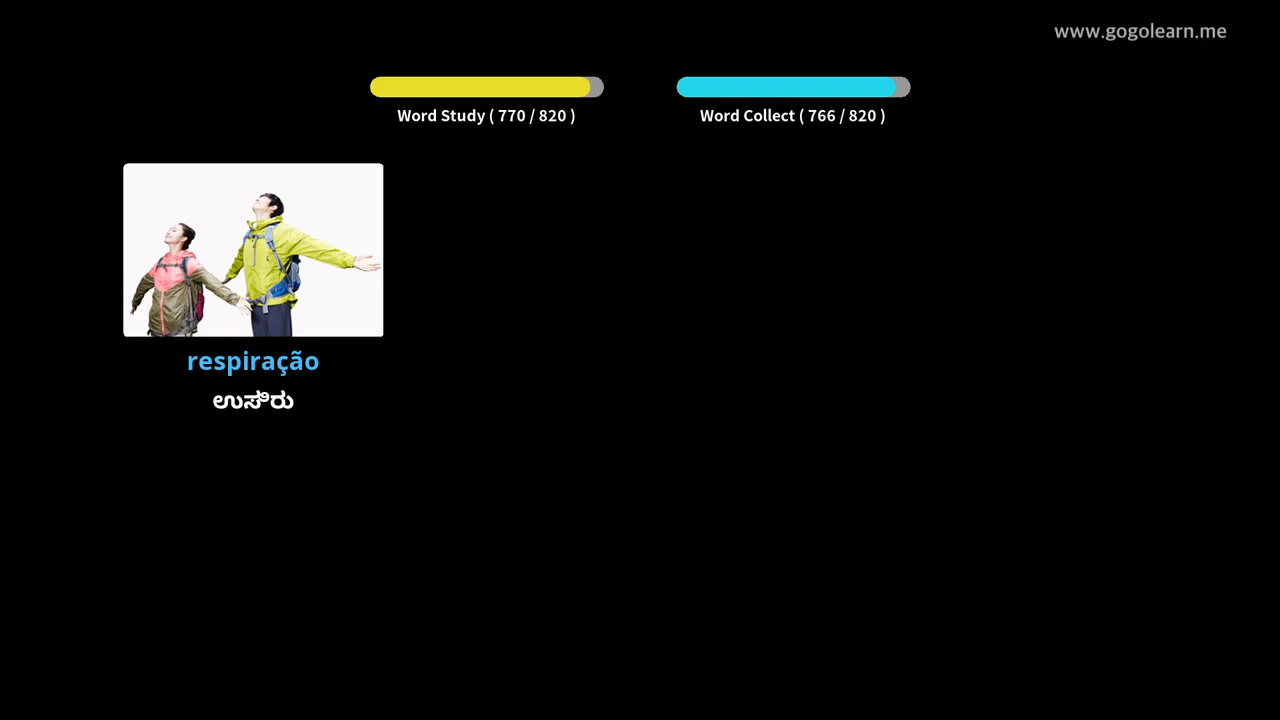 www.gogolearn.me
Word Study ( 770 / 820 )
Word Collect ( 766 / 820 )
respiração
ಉಸಿರು